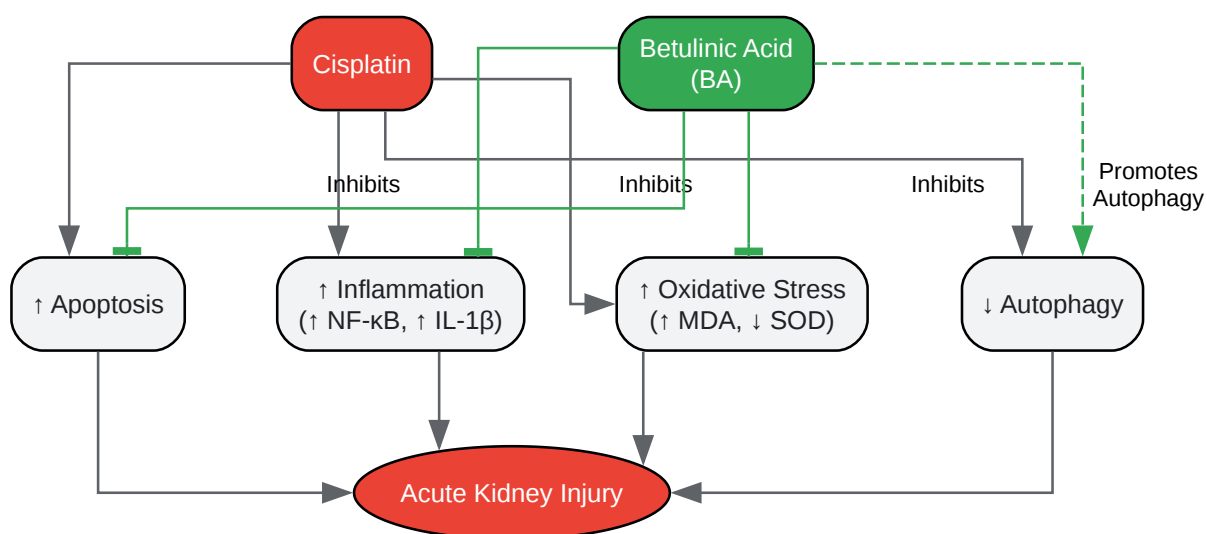 Cisplatin
Betulinic Acid
(BA)
Inhibits
Inhibits
Inhibits
Promotes
Autophagy
↑ Apoptosis
↑ Inflammation
(↑ NF-κB, ↑ IL-1β)
↑ Oxidative Stress
(↑ MDA, ↓ SOD)
↓ Autophagy
Acute Kidney Injury